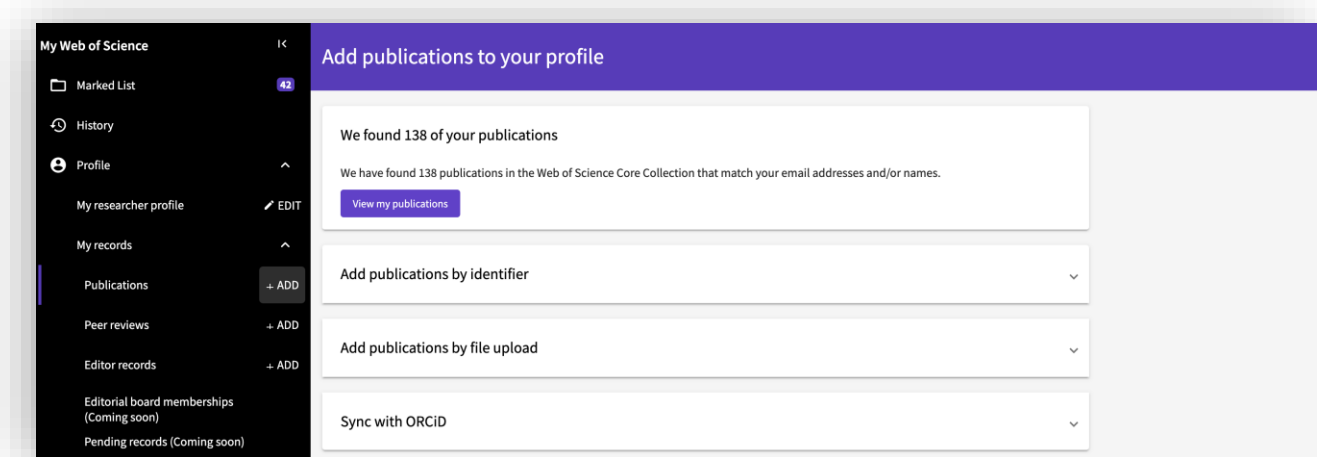 My Web of Science
Marked List 42
History
Profile
My researcher profile EDIT
My records
Publications + ADD
Peer reviews + ADD
Editor records + ADD
Editorial board memberships
(Coming soon)
Pending records (Coming soon)
Add publications to your profile
We found 138 of your publications
We have found 138 publications in the Web of Science Core Collection that match your email addresses and/or names.
View my publications
Add publications by identifier
Add publications by file upload
Sync with ORCiD